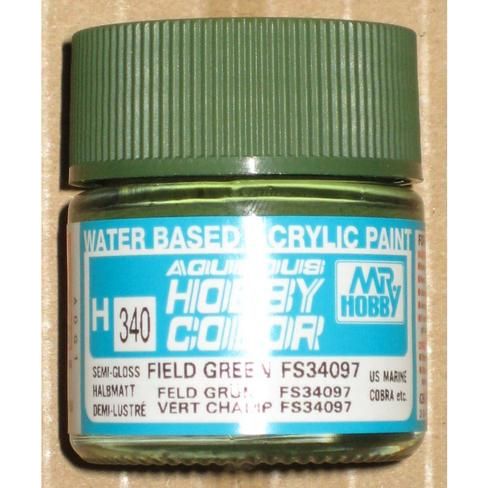 WATER BASED ACRYLIC PAINT
AQUEOUS
HOBBY
COLOR
MR
HOBBY
H 340
SEMI-GLOSS FIELD GREEN FS34097
HALBMATT FELD GRÜN FS34097
DEMI-LUSTRÉ VERT CHAMP FS34097
US MARINE
COBRA etc.